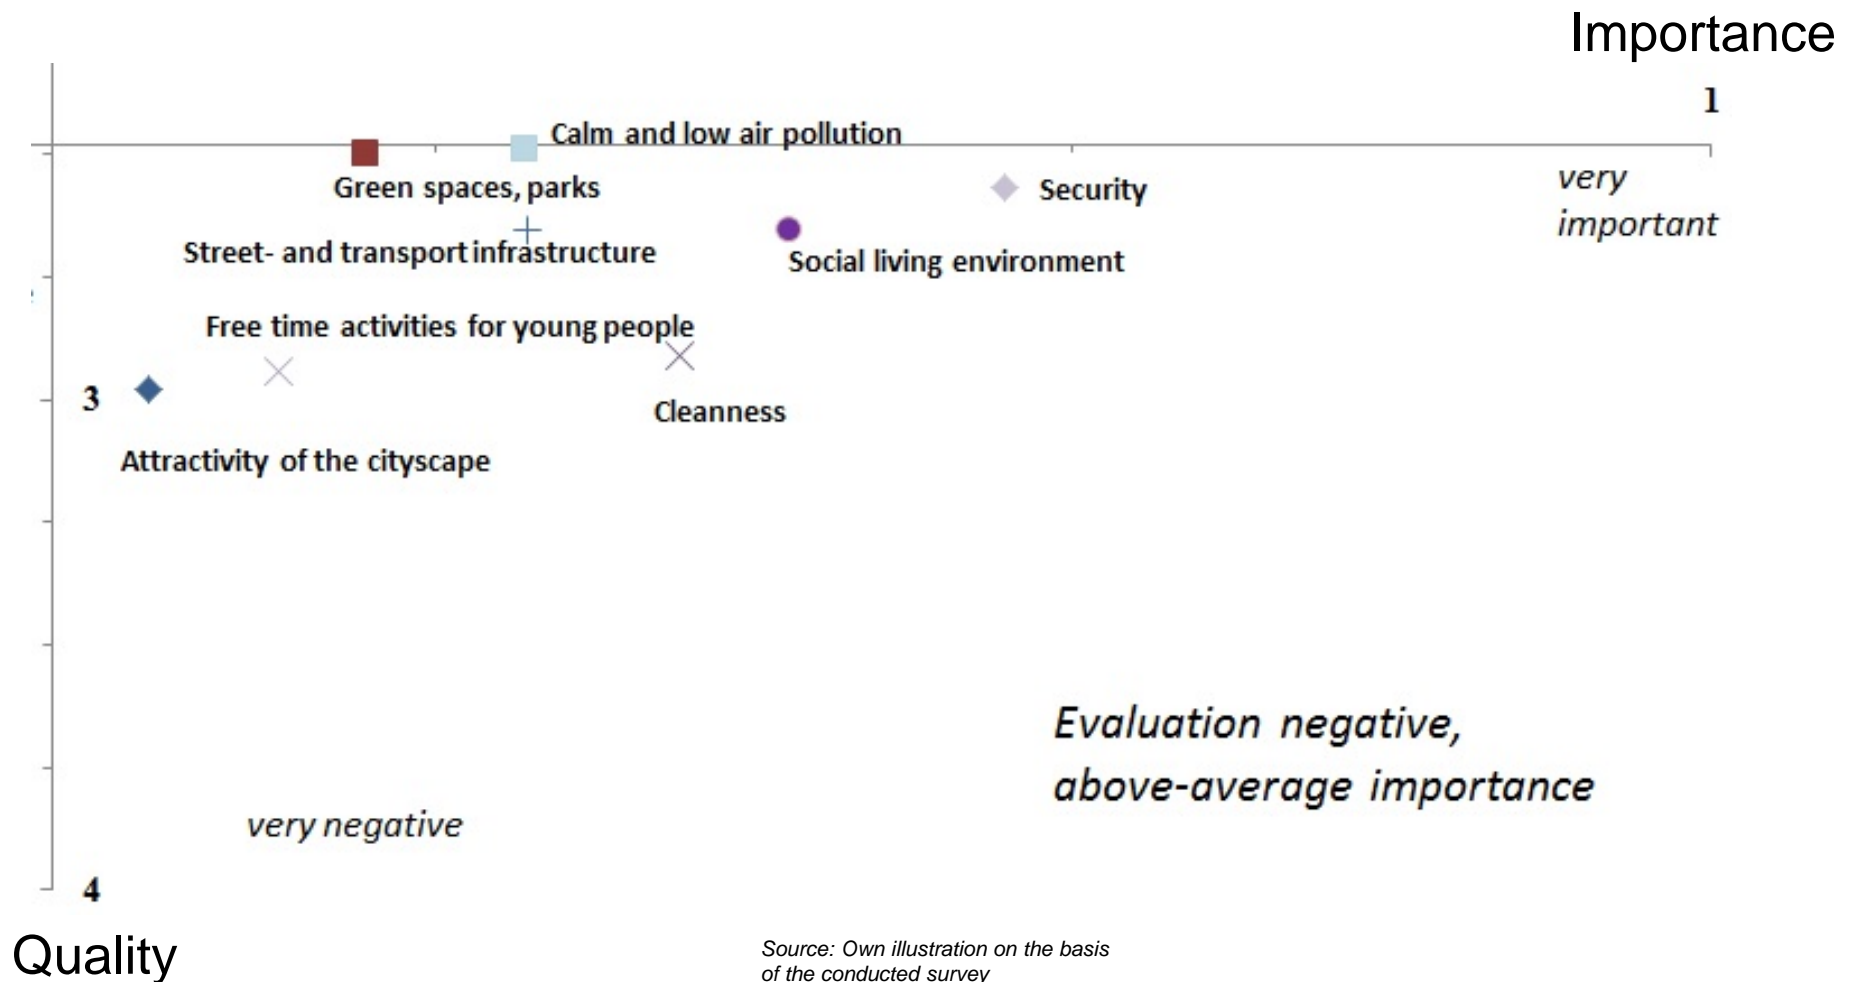 Importance
1
Calm and low air pollution
very
important
Green spaces, parks
Security
Street- and transport infrastructure
Social living environment
Free time activities for young people
3
Cleanness
Attractivity of the cityscape
Evaluation negative,
above-average importance
very negative
4
Quality
Source: Own illustration on the basis
of the conducted survey